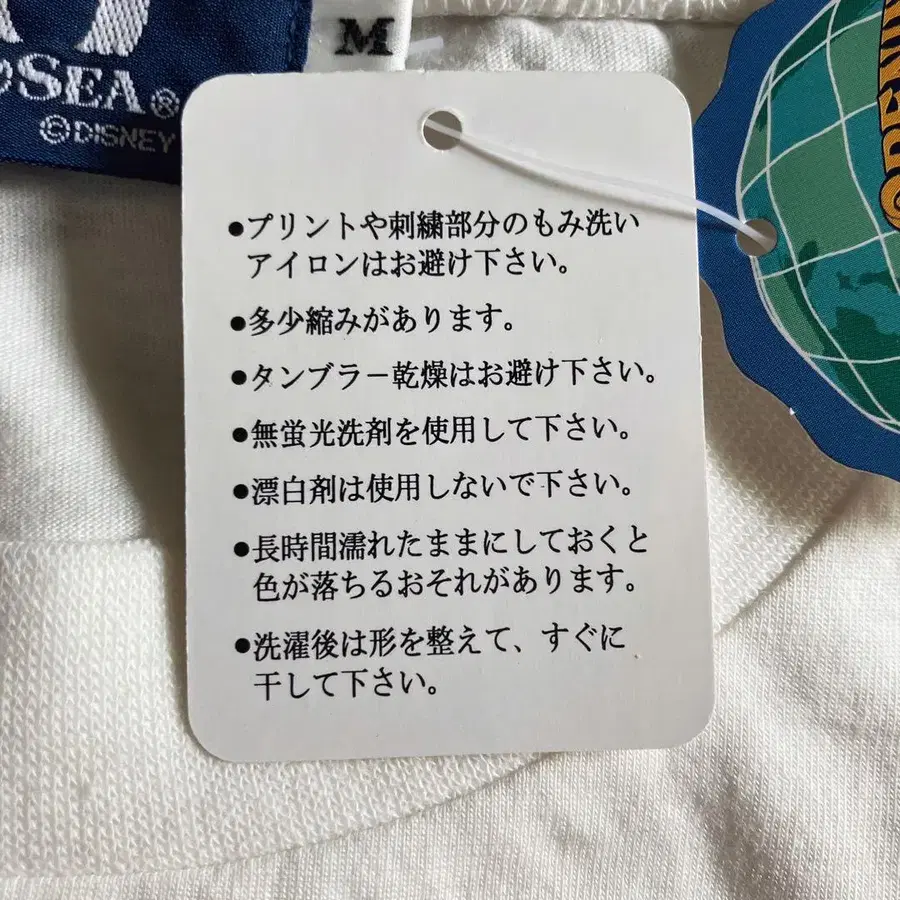 M
SEA®
©DISNEY
●プリントや刺繍部分のもみ洗い
アイロンはお避け下さい。
●多少縮みがあります。
●タンブラー乾燥はお避け下さい。
●無蛍光洗剤を使用して下さい。
●漂白剤は使用しないで下さい。
●長時間濡れたままにしておくと
色が落ちるおそれがあります。
●洗濯後は形を整えて、すぐに
干して下さい。